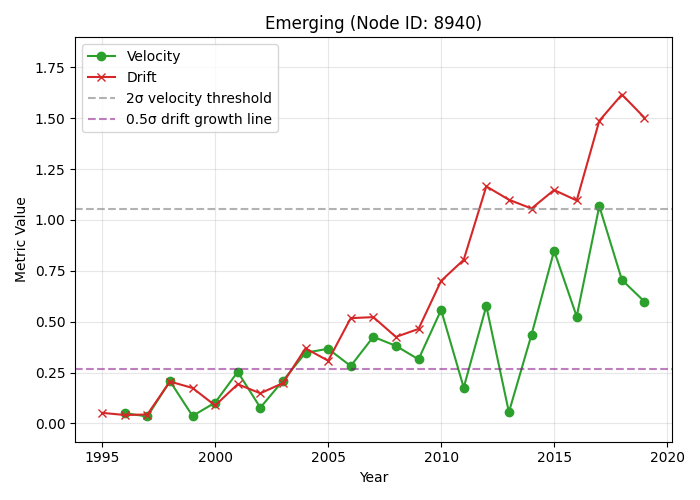 Emerging (Node ID: 8940)
Velocity
Drift
2σ velocity threshold
0.5σ drift growth line
Metric Value
1.75
1.50
1.25
1.00
0.75
0.50
0.25
0.00
1995 2000 2005 2010 2015 2020
Year